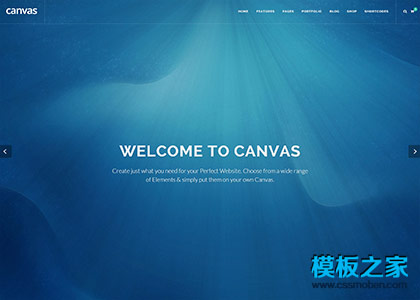 canvas
HOME FEATURES PAGES PORTFOLIO BLOG SHOP SHORTCODES
WELCOME TO CANVAS
Create just what you need for your Perfect Website. Choose from a wide range
of Elements & simply put them on your own Canvas.
模板之家
www.cssmoban.com